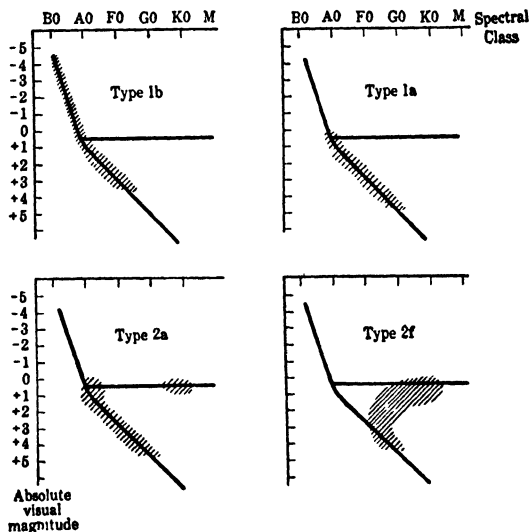 B0 A0 F0 G0 K0 M
B0 A0 F0 G0 K0 M
Spectral
Class
-5
-4
-3
-2
-1
0
+1
+2
+3
+4
+5
Type 1b
Type 1a
-5
-4
-3
-2
-1
0
+1
+2
+3
+4
+5
Type 2a
Type 2f
Absolute
visual
magnitude